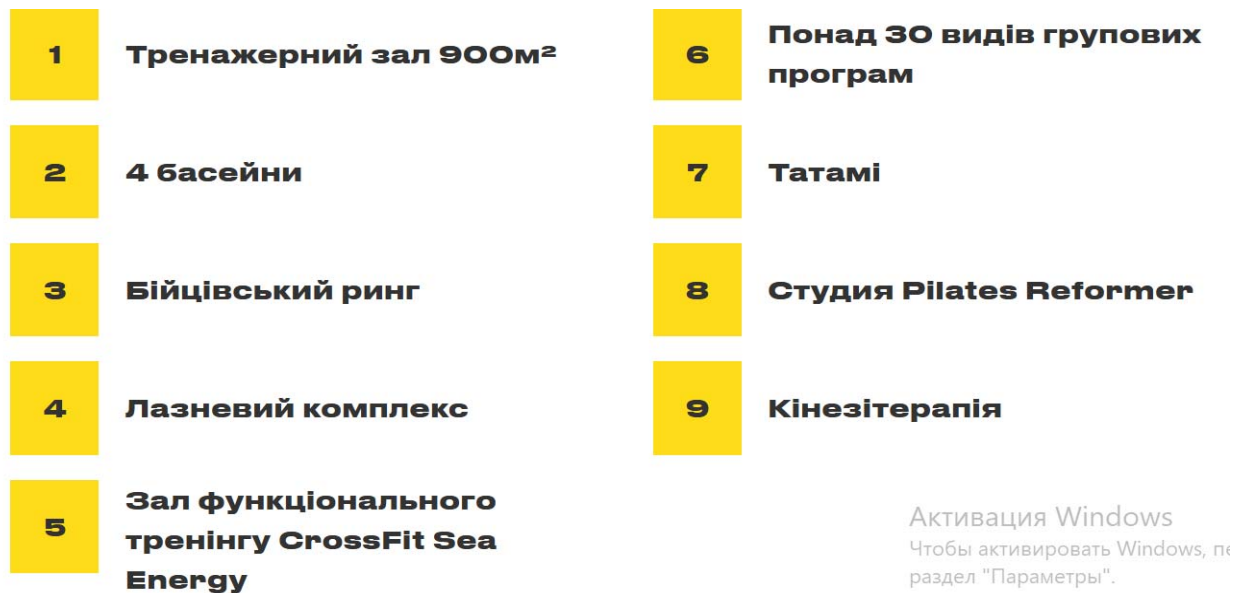 1
Тренажерний зал 900м²
2
4 басейни
3
Бійцівський ринг
4
Лазневий комплекс
5
Зал функціонального
тренінгу CrossFit Sea
Energy
6
Понад 30 видів групових
програм
7
Татамі
8
Студия Pilates Reformer
9
Кінезітерапія
Активация Windows
Чтобы активировать Windows,
раздел "Параметры".